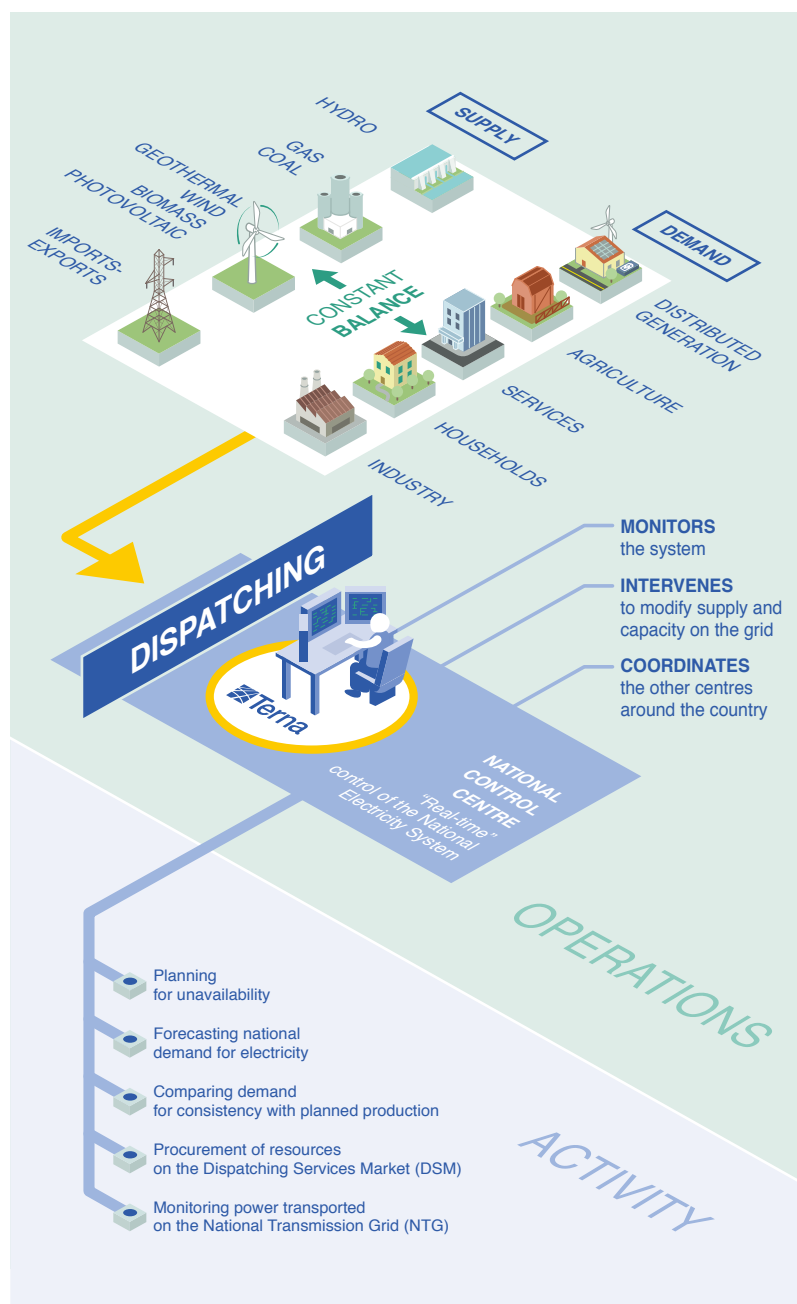 SUPPLY
HYDRO
GAS
COAL
GEOTHERMAL
WIND
BIOMASS
PHOTOVOLTAIC
IMPORTS-
EXPORTS
DEMAND
CONSTANT
BALANCE
DISTRIBUTED
GENERATION
AGRICULTURE
SERVICES
HOUSEHOLDS
INDUSTRY
DISPATCHING
MONITORS
the system
INTERVENES
to modify supply and
capacity on the grid
COORDINATES
the other centres
around the country
Terna
NATIONAL
CONTROL
CENTRE
"Real-time"
control of the National
Electricity System
OPERATIONS
Planning
for unavailability
Forecasting national
demand for electricity
Comparing demand
for consistency with planned production
Procurement of resources
on the Dispatching Services Market (DSM)
Monitoring power transported
on the National Transmission Grid (NTG)
ACTIVITY